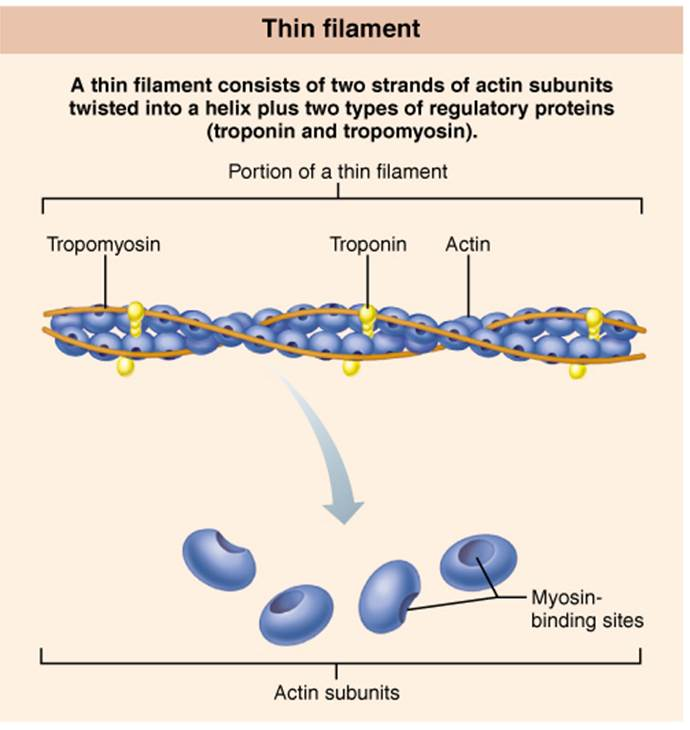 Thin filament
A thin filament consists of two strands of actin subunits
twisted into a helix plus two types of regulatory proteins
(troponin and tropomyosin).
Portion of a thin filament
Tropomyosin
Troponin
Actin
Myosin-
binding sites
Actin subunits